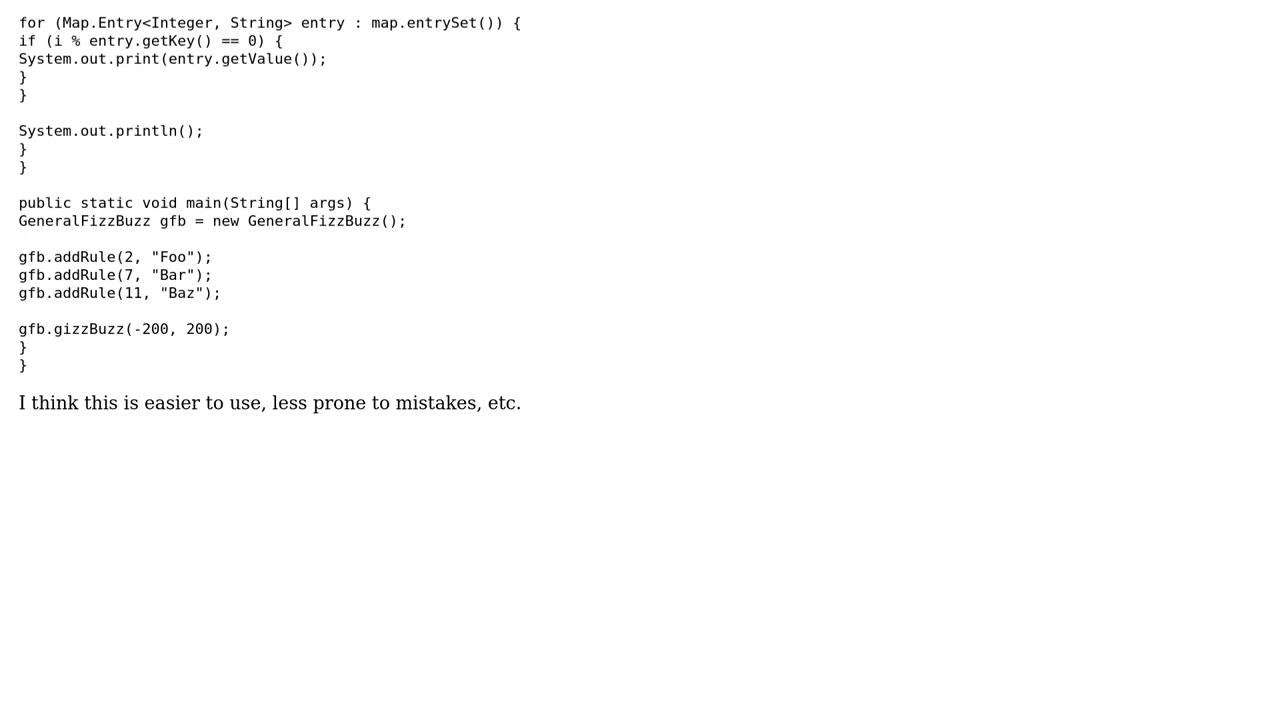 for (Map.Entry<Integer, String> entry : map.entrySet()) {
if (i % entry.getKey() == 0) {
System.out.print(entry.getValue());
}
}
System.out.println();
}
}
public static void main(String[] args) {
GeneralFizzBuzz gfb = new GeneralFizzBuzz();
gfb.addRule(2, "Foo");
gfb.addRule(7, "Bar");
gfb.addRule(11, "Baz");
gfb.gizzBuzz(-200, 200);
}
}
I think this is easier to use, less prone to mistakes, etc.